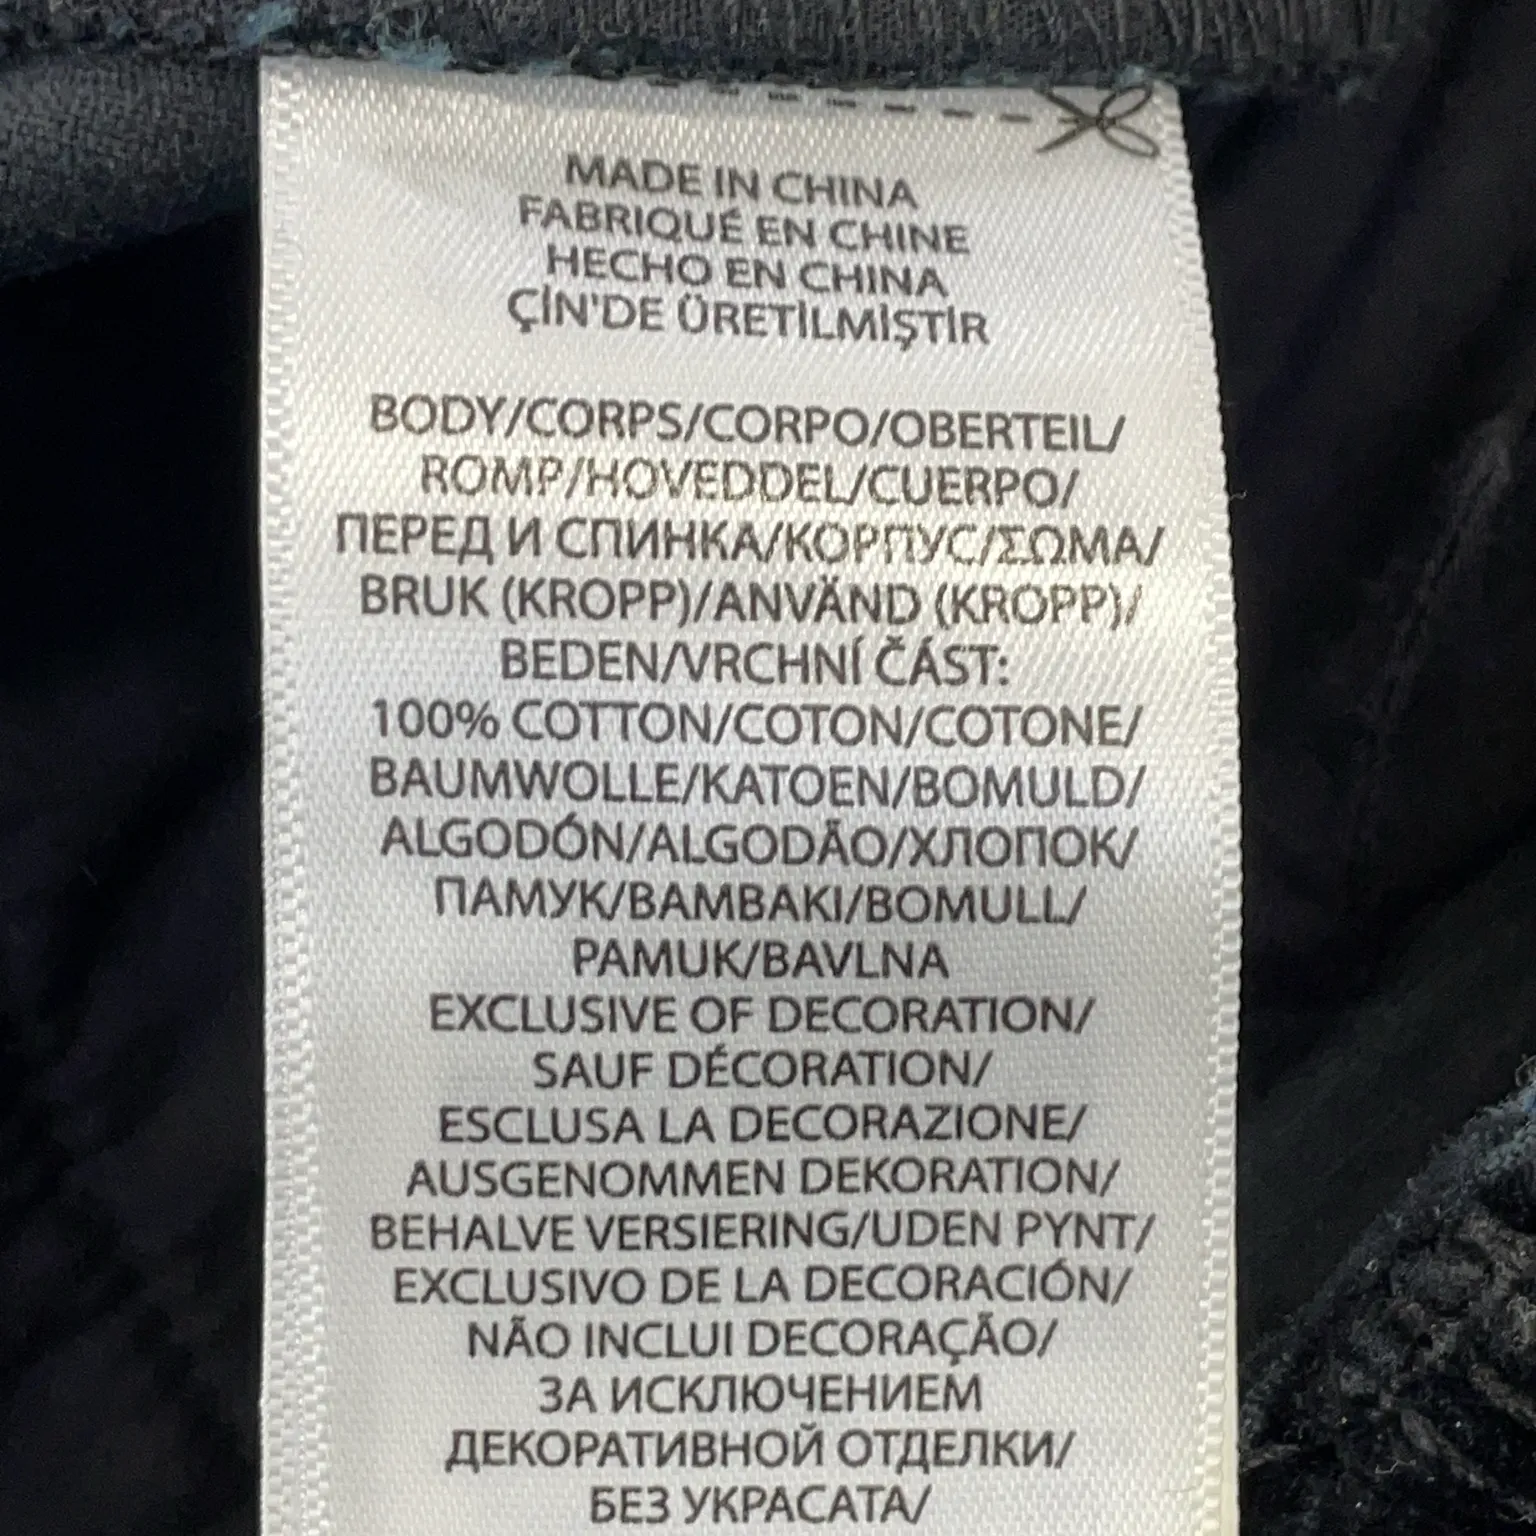 MADE IN CHINA
FABRIQUÉ EN CHINE
HECHO EN CHINA
ÇİN'DE ÜRETİLMİŞTİR
BODY/CORPS/CORPO/OBERTEIL/
ROMP/HOVEDDEL/CUERPO/
ПЕРЕД И СПИНКА/КОРПУС/ΣΩΜΑ/
BRUK (KROPP)/ANVÄND (KROPP)/
BEDEN/VRCHNÍ ČÁST:
100% COTTON/COTON/COTONE/
BAUMWOLLE/KATOEN/BOMULD/
ALGODÓN/ALGODÃO/ХЛОПОК/
ПАМУК/ΒΑΜΒΑΚΙ/BOMULL/
PAMUK/BAVLNA
EXCLUSIVE OF DECORATION/
SAUF DÉCORATION/
ESCLUSA LA DECORAZIONE/
AUSGENOMMEN DEKORATION/
BEHALVE VERSIERING/UDEN PYNT/
EXCLUSIVO DE LA DECORACIÓN/
NÃO INCLUI DECORAÇÃO/
ЗА ИСКЛЮЧЕНИЕМ
ДЕКОРАТИВНОЙ ОТДЕЛКИ/
БЕЗ УКРАСАТА/